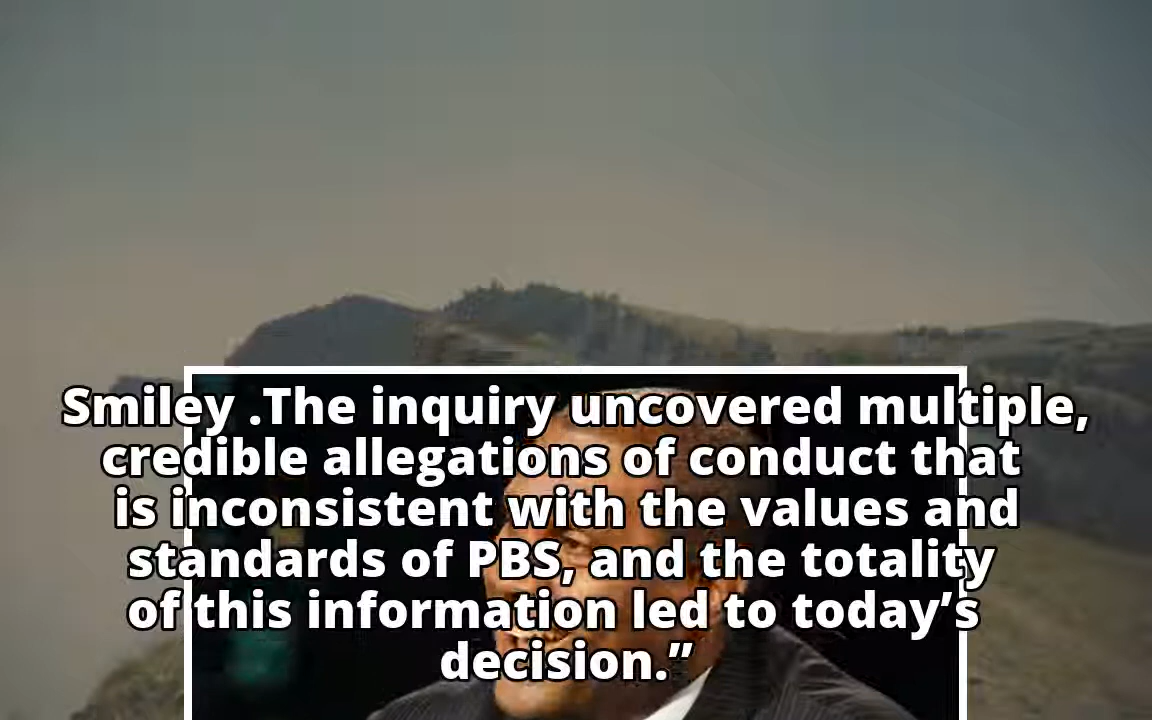 Smiley .The inquiry uncovered multiple,
credible allegations of conduct that
is inconsistent with the values and
standards of PBS, and the totality
of this information led to today’s
decision.”